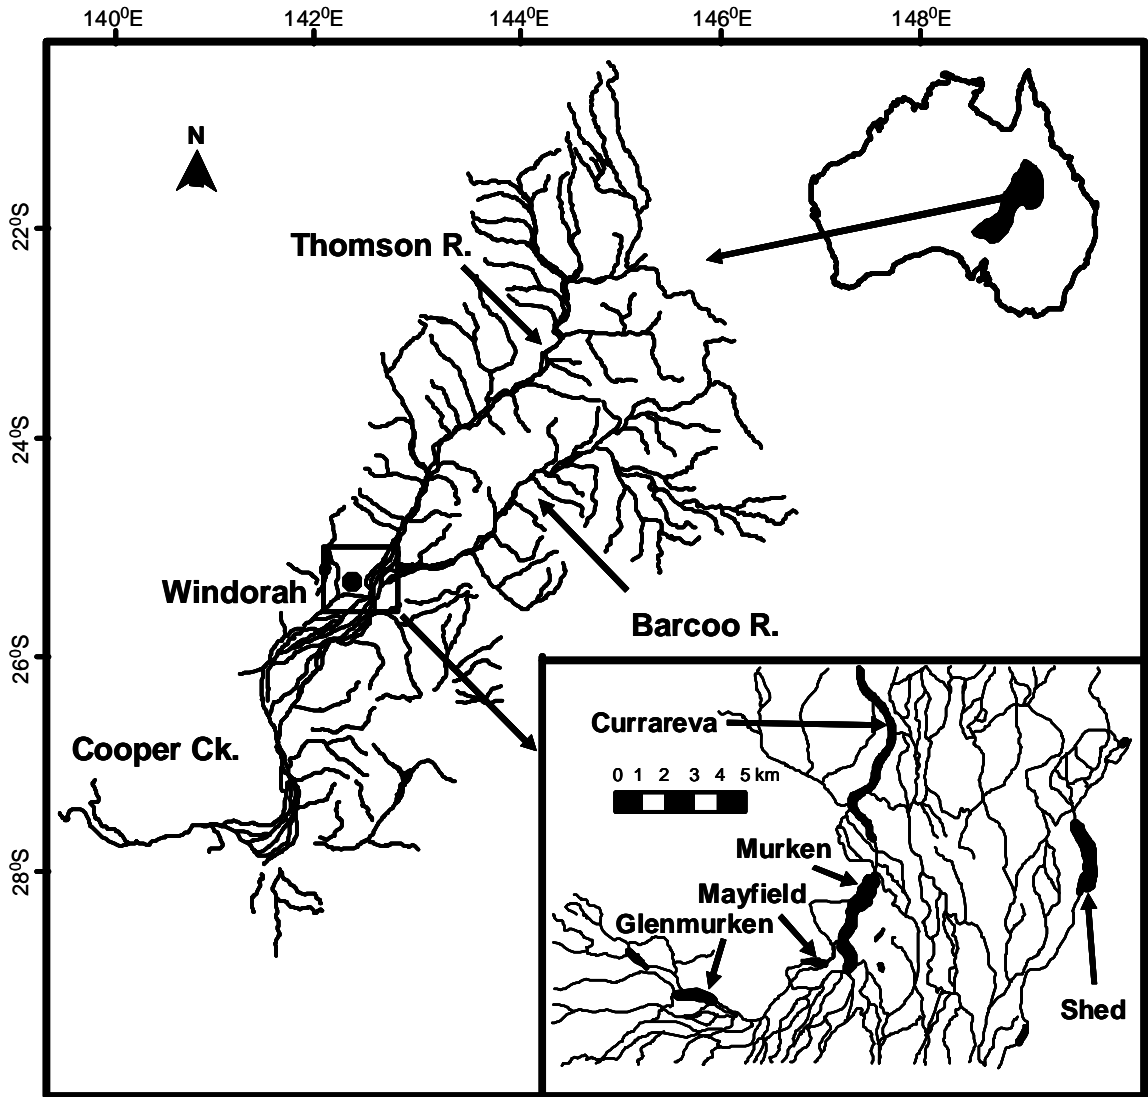 140⁰E 142⁰E 144⁰E 146⁰E 148⁰E
N
22⁰S
Thomson R.
24⁰S
Windorah
Barcoo R.
26⁰S
Currareva
Cooper Ck.
0 1 2 3 4 5 km
Murken
28⁰S
Mayfield
Glenmurken
Shed